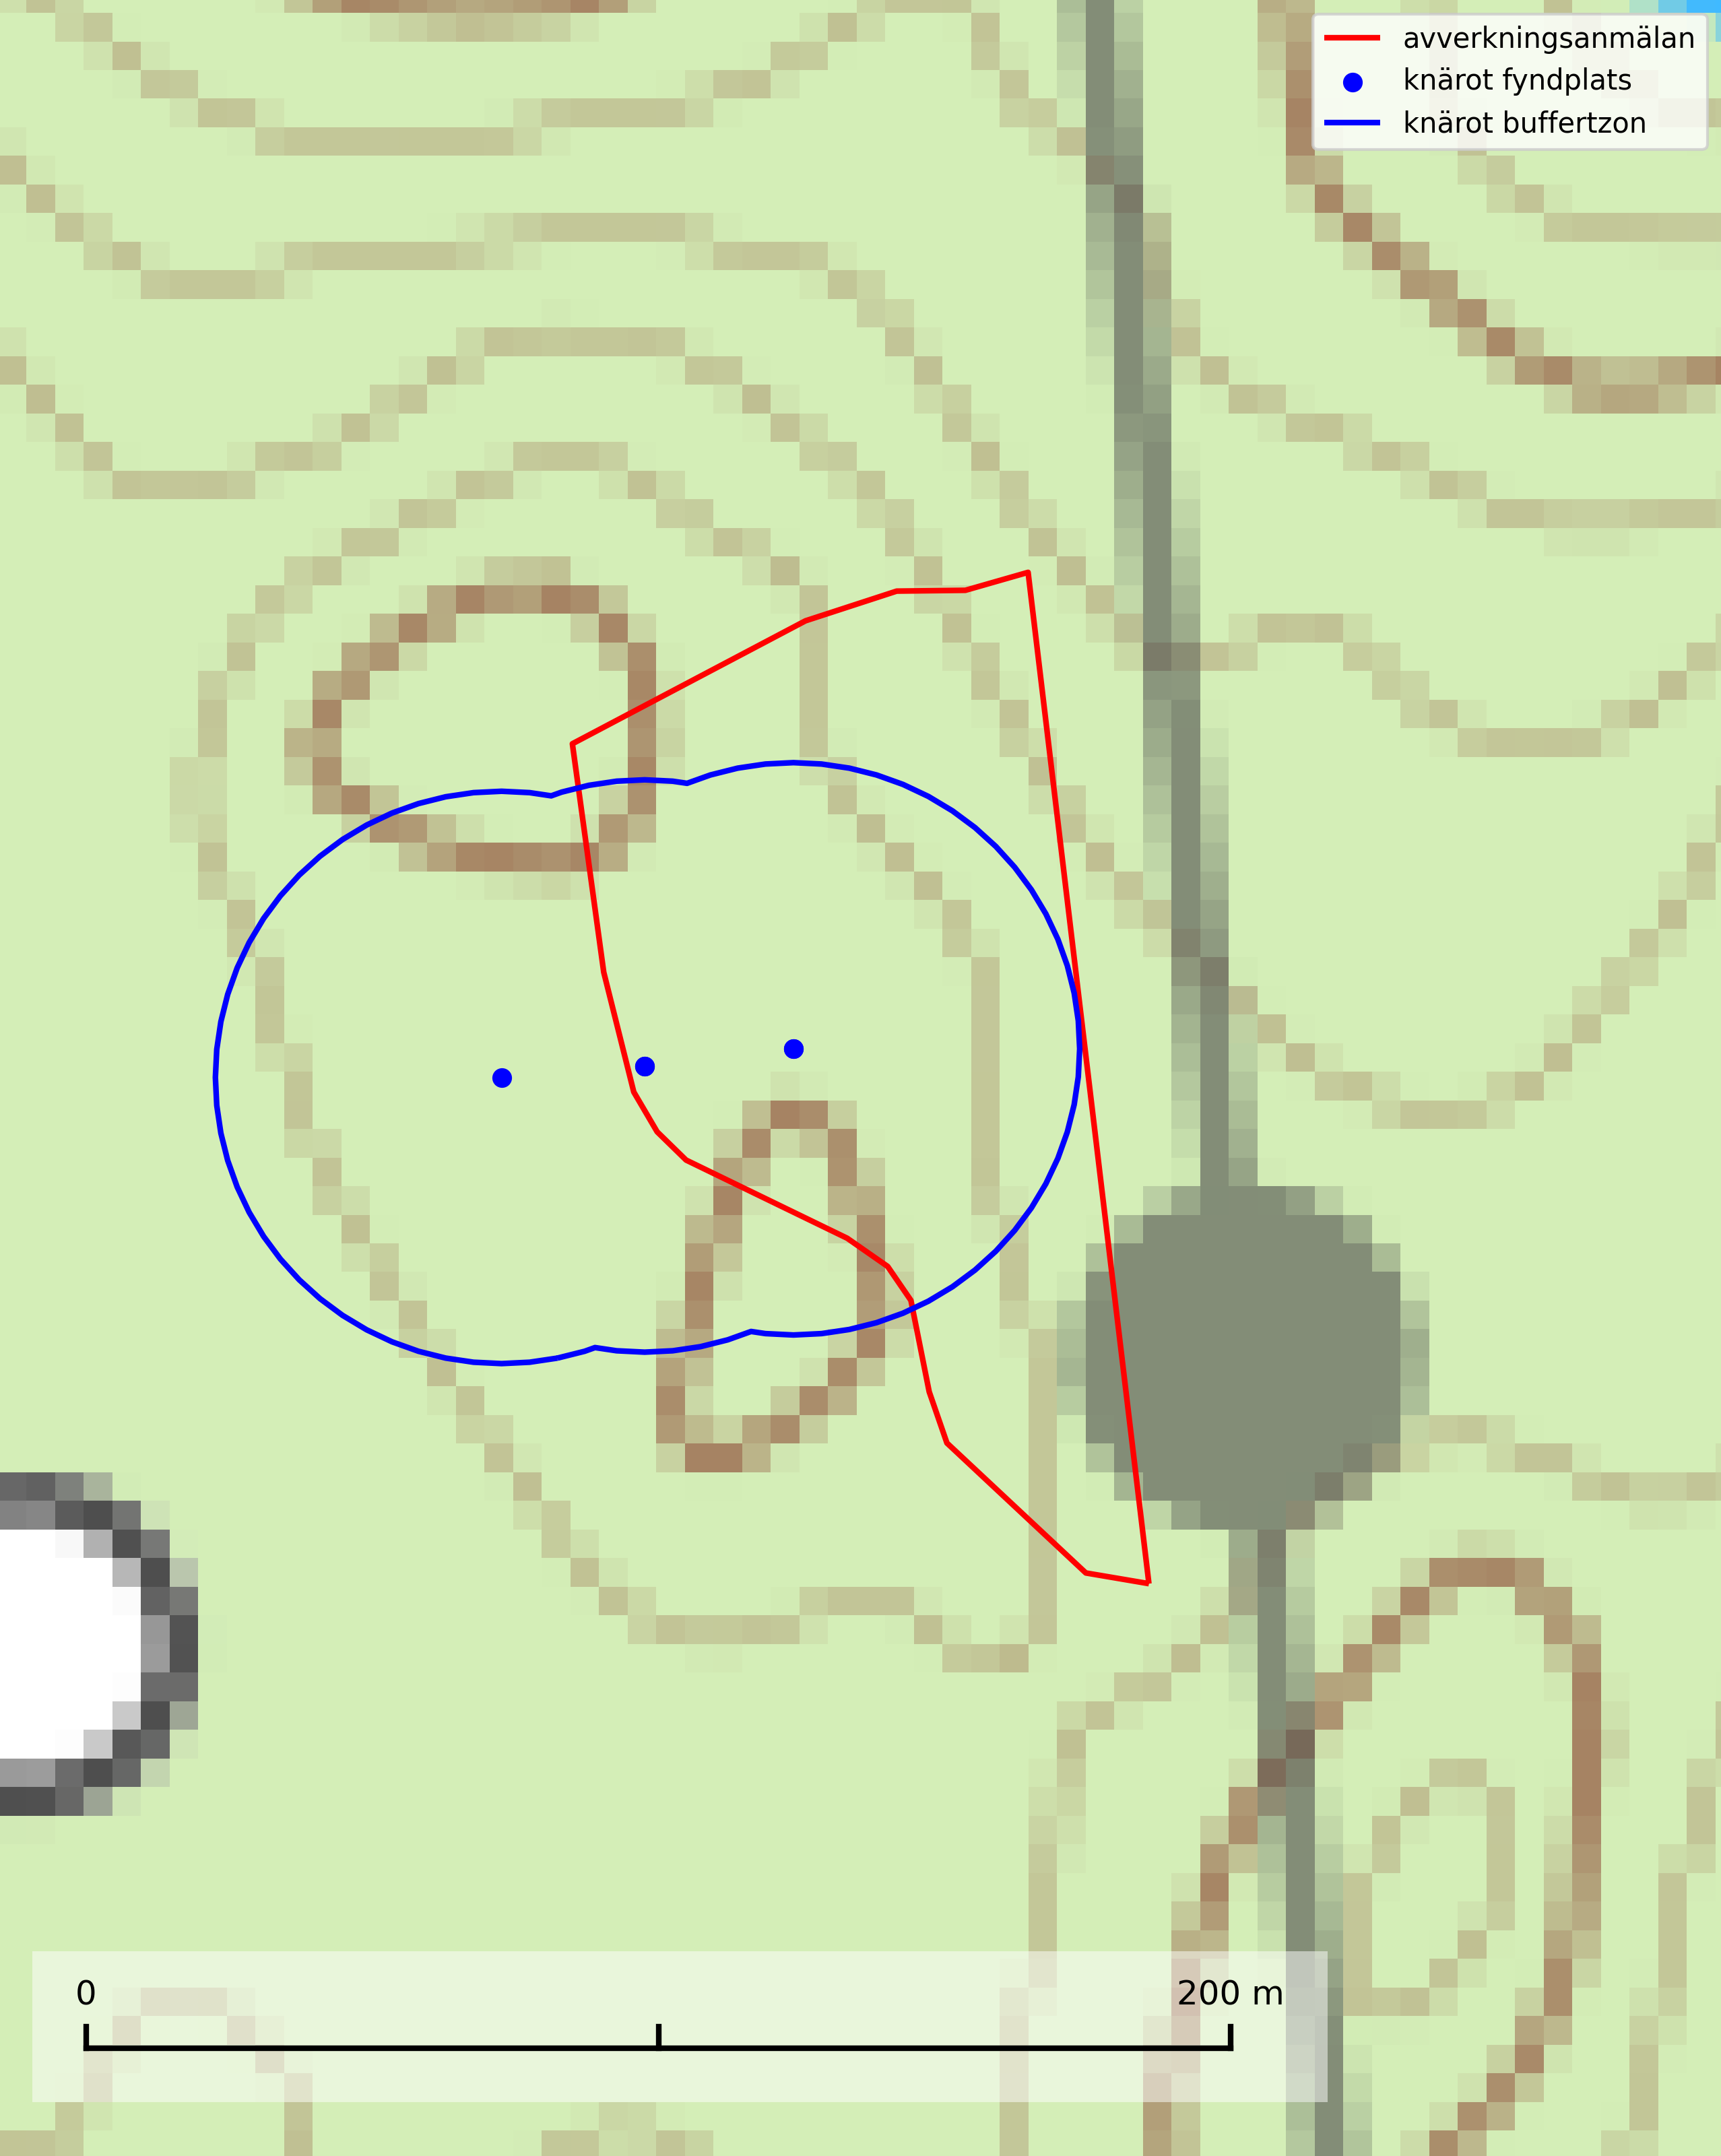 avverkningsanmälan
knärot fyndplats
knärot buffertzon
0 200 m